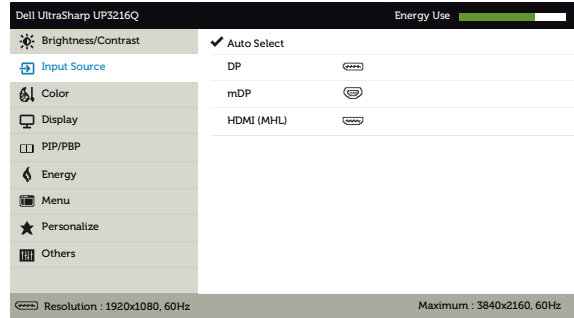 Dell UltraSharp UP3216Q Energy Use
Brightness/Contrast
Auto Select
Input Source
DP
Color
mDP
Display
HDMI (MHL)
PIP/PBP
Energy
Menu
Personalize
Others
Resolution : 1920x1080, 60Hz Maximum : 3840x2160, 60Hz